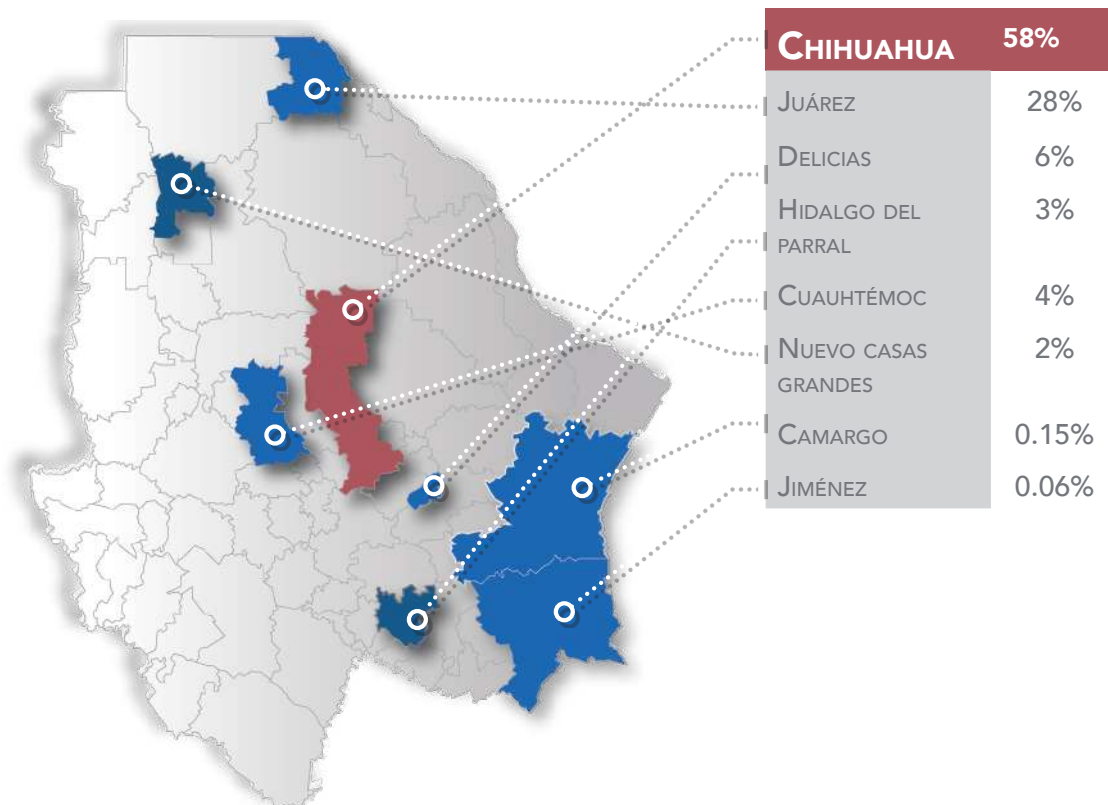 Chihuahua 58%
Juárez 28%
Delicias 6%
Hidalgo del 3%
parral
Cuauhtémoc 4%
Nuevo casas 2%
grandes
Camargo 0.15%
Jiménez 0.06%